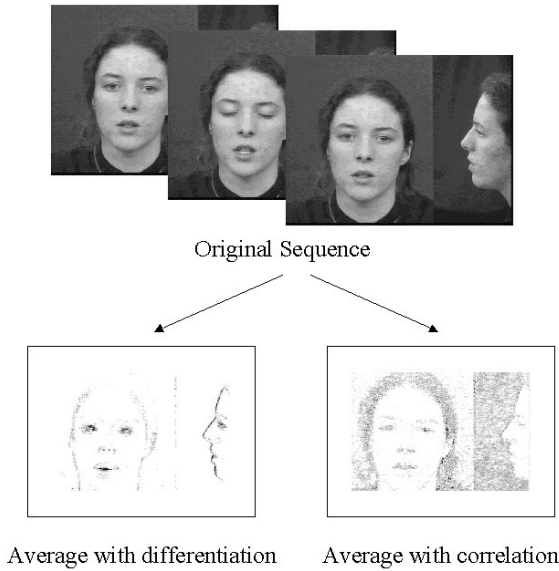 Original Sequence
Average with differentiation
Average with correlation